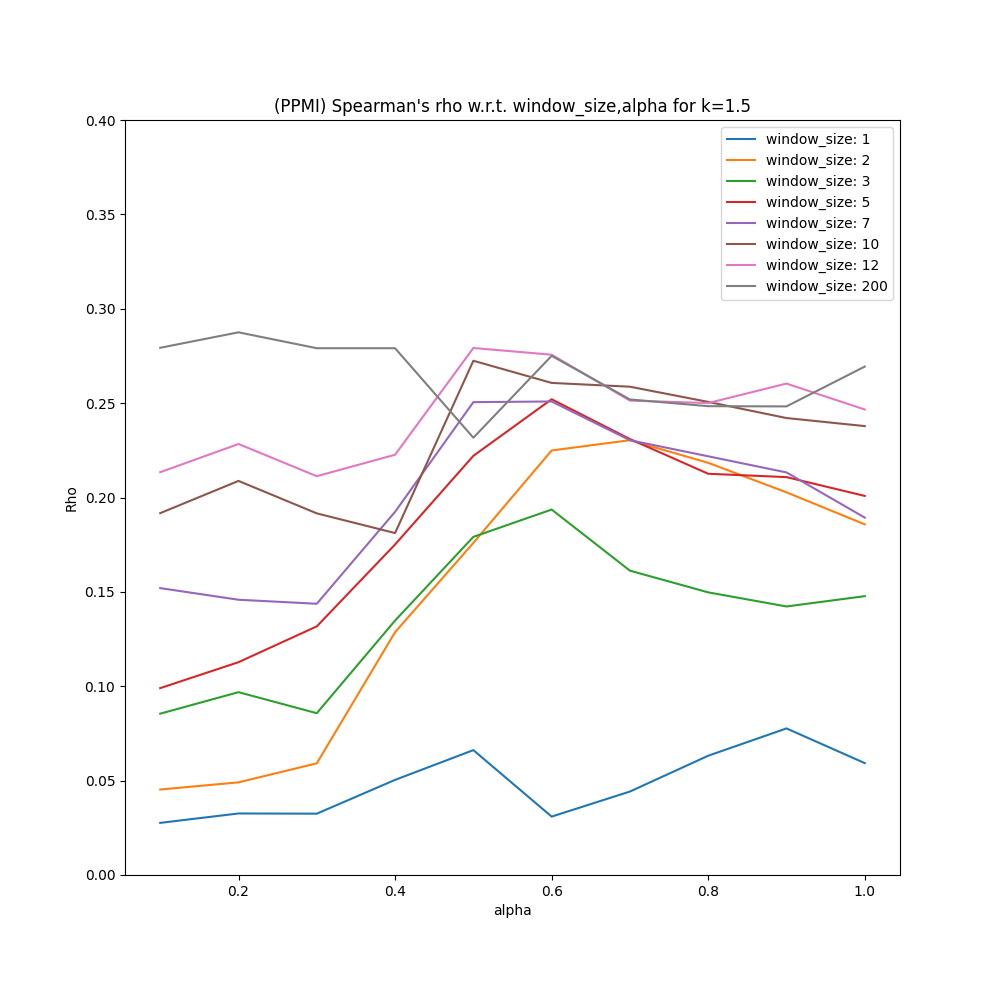 (PPMI) Spearman's rho w.r.t. window_size,alpha for k=1.5
0.40
0.35
0.30
0.25
0.20
0.15
0.10
0.05
0.00
Rho
window_size: 1
window_size: 2
window_size: 3
window_size: 5
window_size: 7
window_size: 10
window_size: 12
window_size: 200
0.2 0.4 0.6 0.8 1.0
alpha